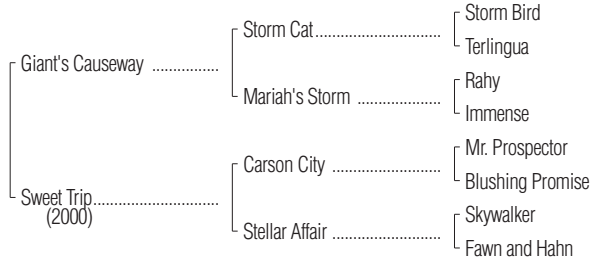 Storm Bird
Storm Cat..............................
Terlingua
Giant's Causeway ................
Rahy
Mariah's Storm ....................
Immense
Mr. Prospector
Carson City ..........................
Blushing Promise
Sweet Trip..............................
(2000)
Skywalker
Stellar Affair ..........................
Fawn and Hahn